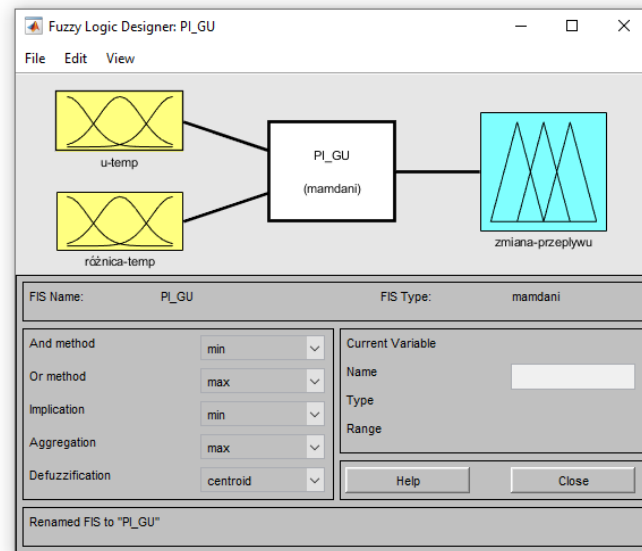 Fuzzy Logic Designer: PI_GU
File Edit View
u-temp
różnica-temp
PI_GU
(mamdani)
zmiana-przeplywu
FIS Name: PI_GU FIS Type: mamdani
And method min
Or method max
Implication min
Aggregation max
Defuzzification centroid
Current Variable
Name
Type
Range
Help Close
Renamed FIS to "PI_GU"